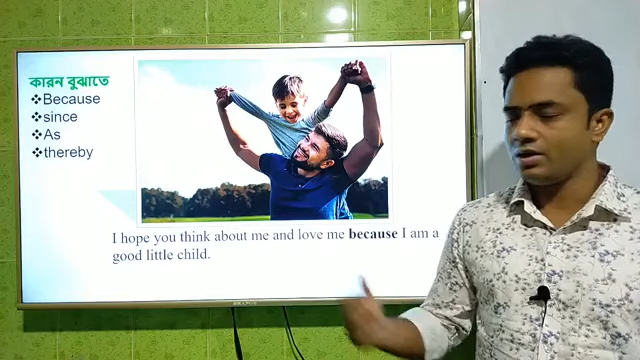 কারন বুঝাতে
❖Because
❖since
❖As
❖thereby
I hope you think about me and love me because I am a
good little child.